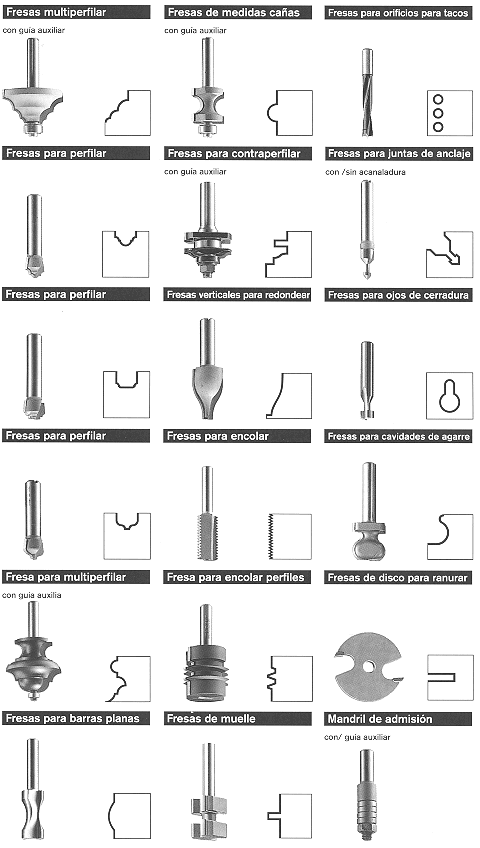 Fresas multiperfilar
con guía auxiliar
Fresas de medidas cañas
con guía auxiliar
Fresas para orificios para tacos
Fresas para perfilar
Fresas para contraperfilar
con guía auxiliar
Fresas para juntas de anclaje
con /sin acanaladura
Fresas para perfilar
Fresas verticales para redondear
Fresas para ojos de cerradura
Fresas para perfilar
Fresas para encolar
Fresas para cavidades de agarre
Fresa para multiperfilar
con guía auxilia
Fresa para encolar perfiles
Fresas de disco para ranurar
Fresas para barras planas
Fresas de muelle
Mandril de admisión
con/ guia auxiliar